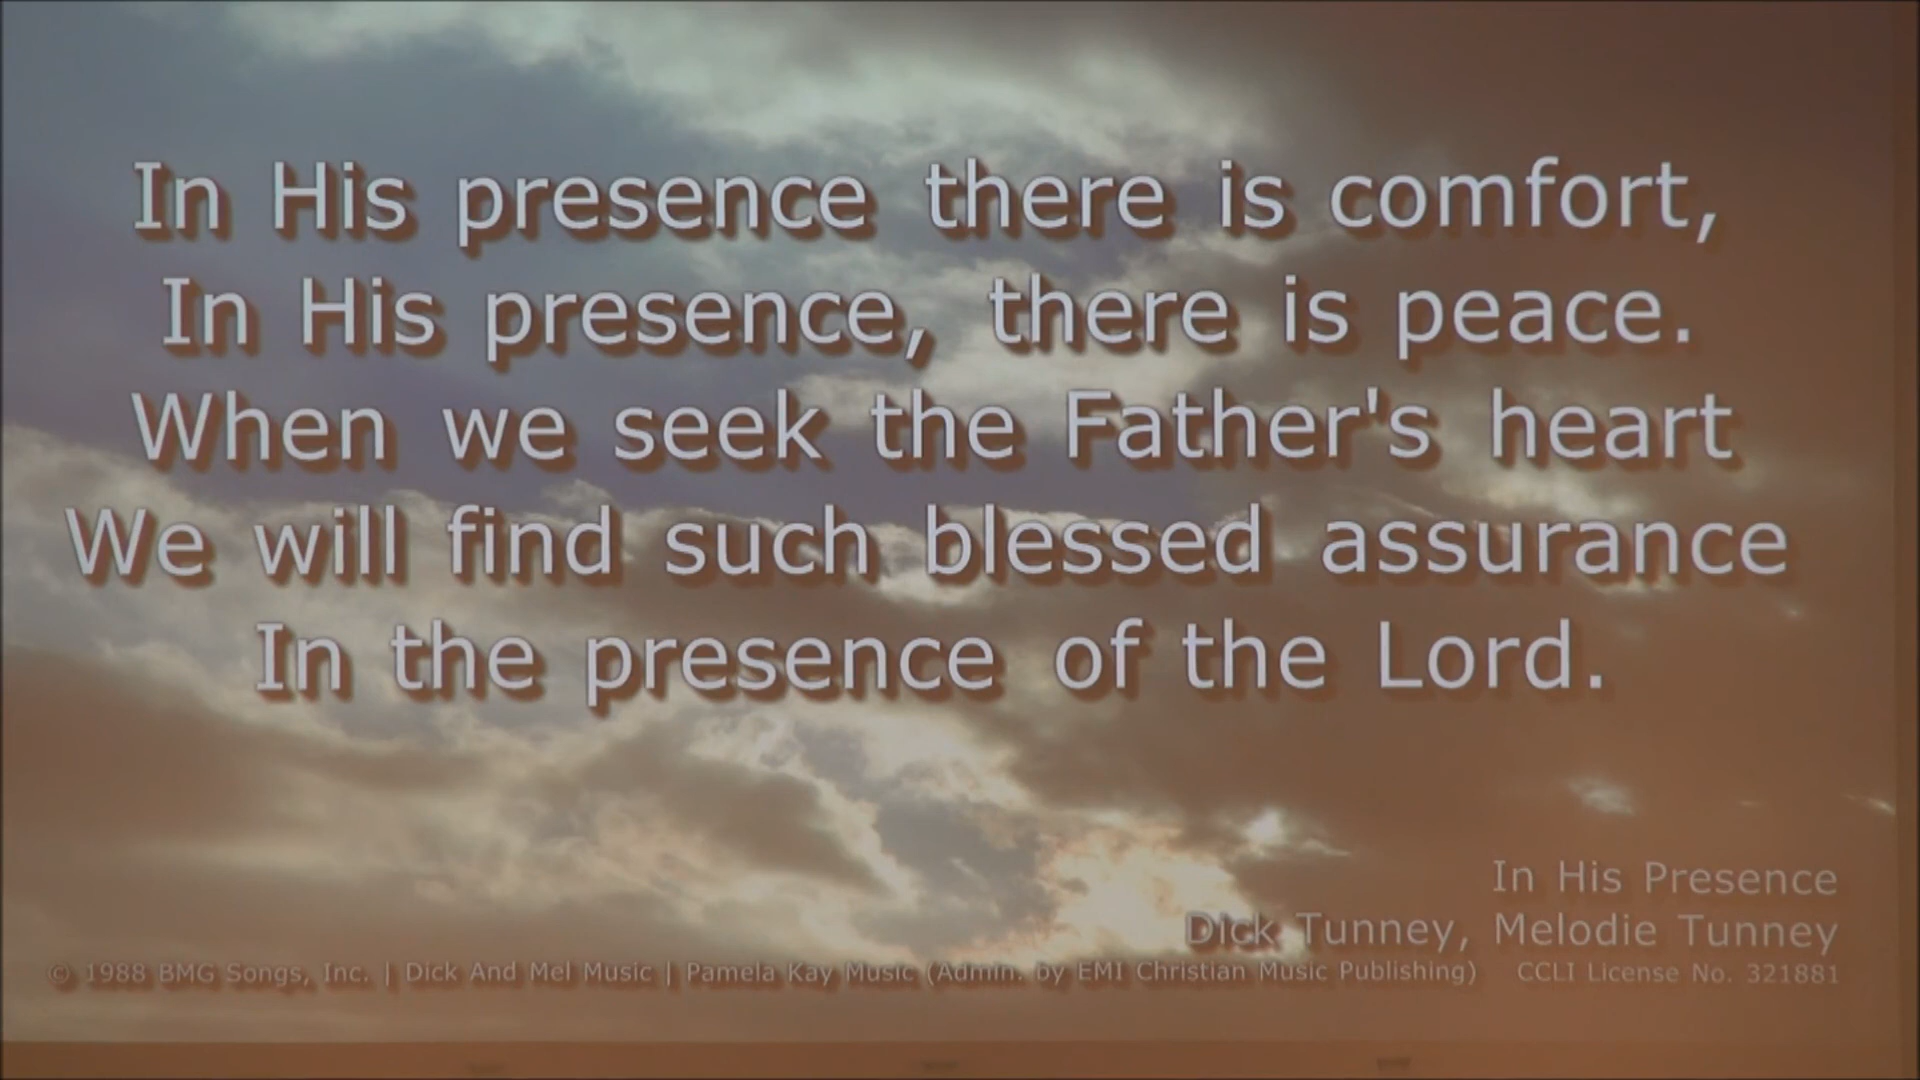 In His presence there is comfort,
In His presence, there is peace.
When we seek the Father's heart
We will find such blessed assurance
In the presence of the Lord.
In His Presence
Dick Tunney, Melodie Tunney
© 1988 BMG Songs, Inc. | Dick And Mel Music | Pamela Kay Music (Admin. by EMI Christian Music Publishing) CCLI License No. 321881